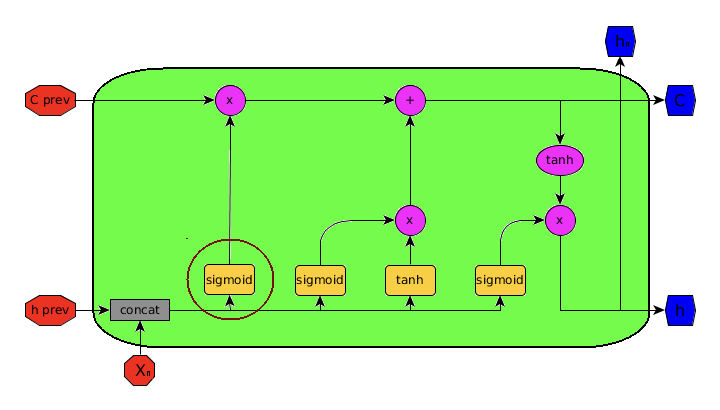 hn
C prev
x
+
C
tanh
x
x
sigmoid
sigmoid
tanh
sigmoid
h prev
concat
h
Xn